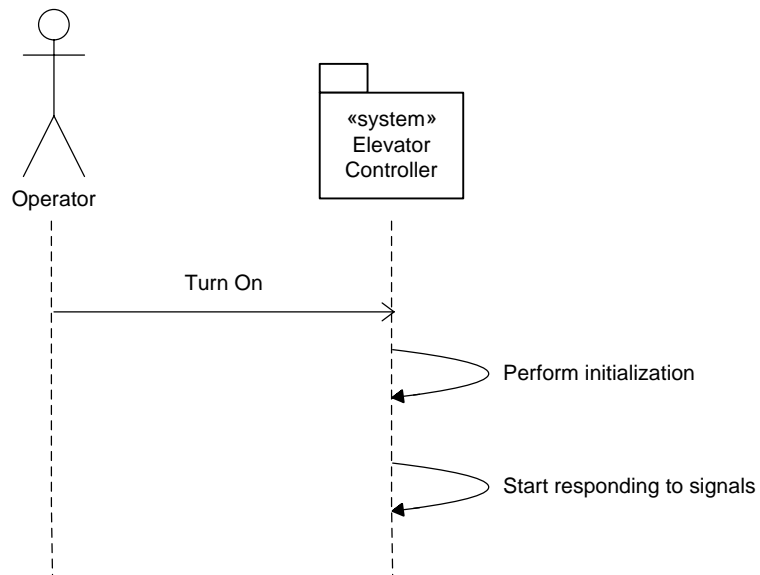 «system»
Elevator
Controller
Operator
Turn On
Perform initialization
Start responding to signals